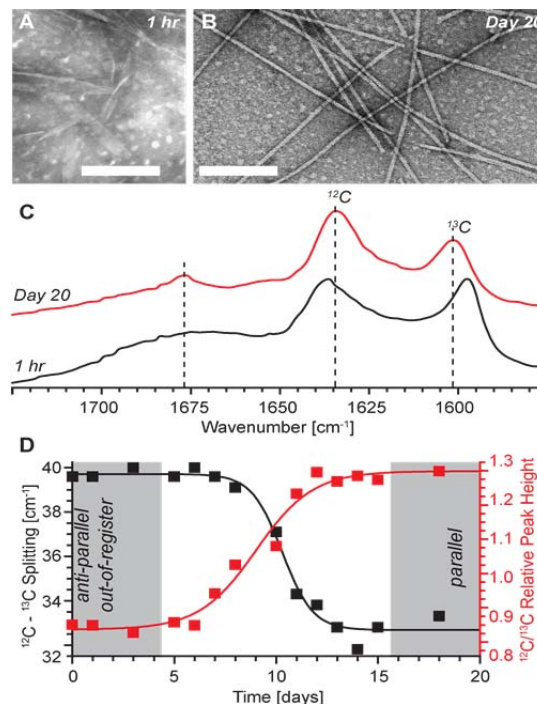 A
1 hr
B
Day 20
C
¹²C
¹³C
Day 20
1 hr
1700 1675 1650 1625 1600
Wavenumber [cm⁻¹]
D
¹²C - ¹³C Splitting [cm⁻¹]
40
38
36
34
32
anti-parallel
out-of-register
parallel
1.3
1.2
1.1
1.0
0.9
0.8
¹²C/¹³C Relative Peak Height
0 5 10 15 20
Time [days]